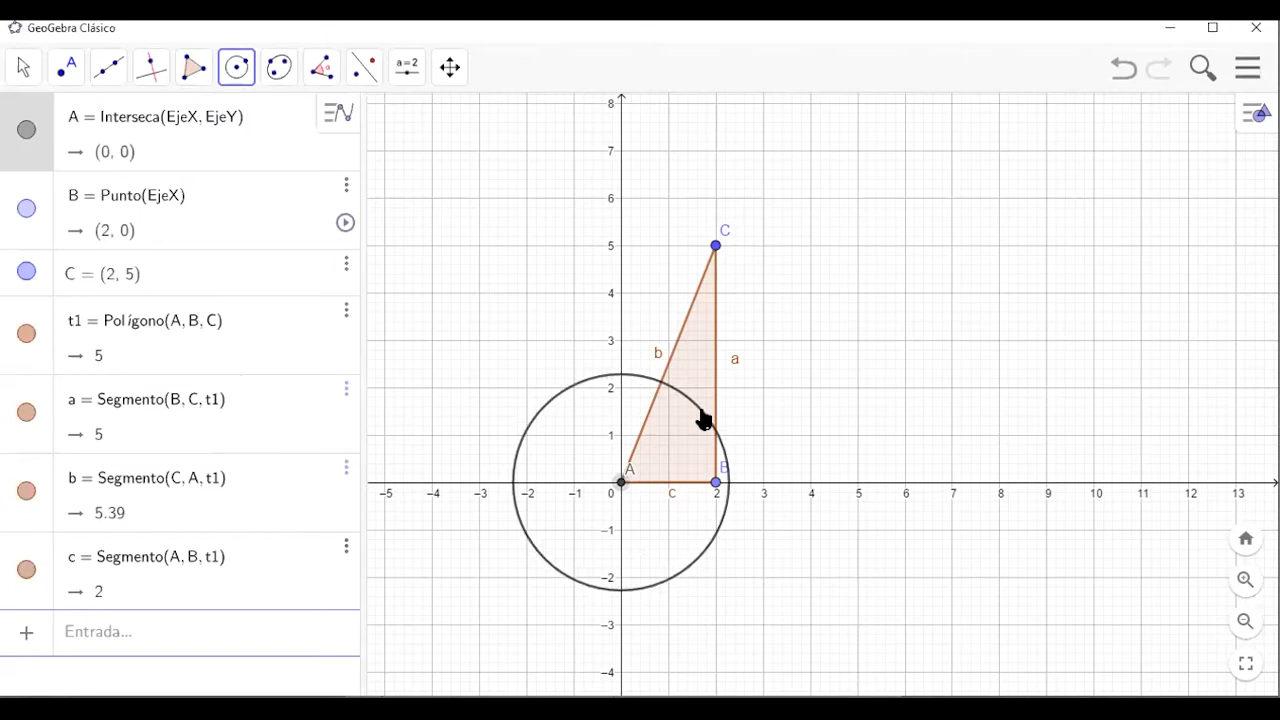 GeoGebra Clásico
A
a=2
A = Interseca(EjeX, EjeY)
→ (0, 0)
B = Punto(EjeX)
→ (2, 0)
C = (2, 5)
t1 = Polígono(A, B, C)
→ 5
a = Segmento(B, C, t1)
→ 5
b = Segmento(C, A, t1)
→ 5.39
c = Segmento(A, B, t1)
→ 2
+ Entrada...
8
7
6
5
4
3
2
1
−1
−2
−3
−4
C
b
a
A
B
c
−5 −4 −3 −2 −1 0 2 3 4 5 6 7 8 9 10 11 12 13